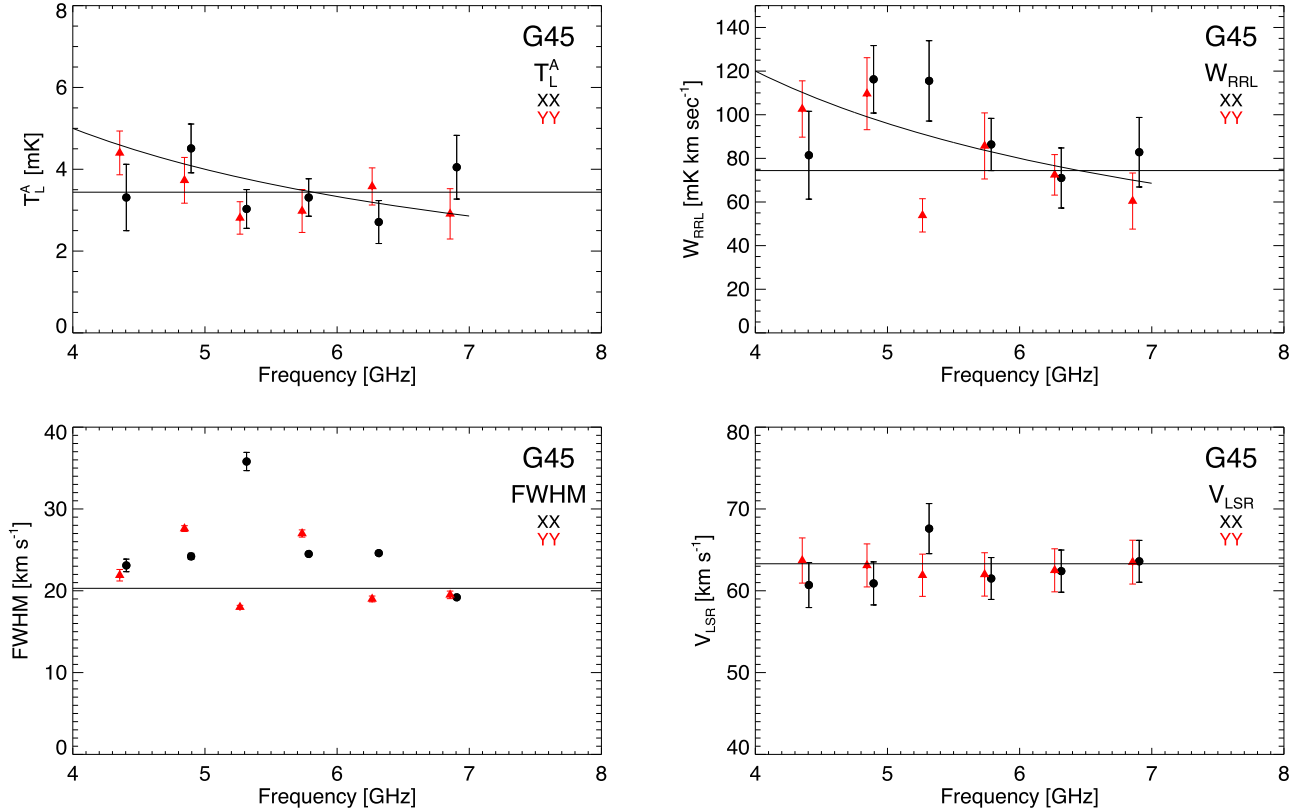 8
6
4
2
0
T_L^A [mK]
G45
T_L^A
XX
YY
4 5 6 7 8
Frequency [GHz]
140
120
100
80
60
40
20
0
W_RRL [mK km sec⁻¹]
G45
W_RRL
XX
YY
4 5 6 7 8
Frequency [GHz]
40
30
20
10
0
FWHM [km s⁻¹]
G45
FWHM
XX
YY
4 5 6 7 8
Frequency [GHz]
80
70
60
50
40
V_LSR [km s⁻¹]
G45
V_LSR
XX
YY
4 5 6 7 8
Frequency [GHz]